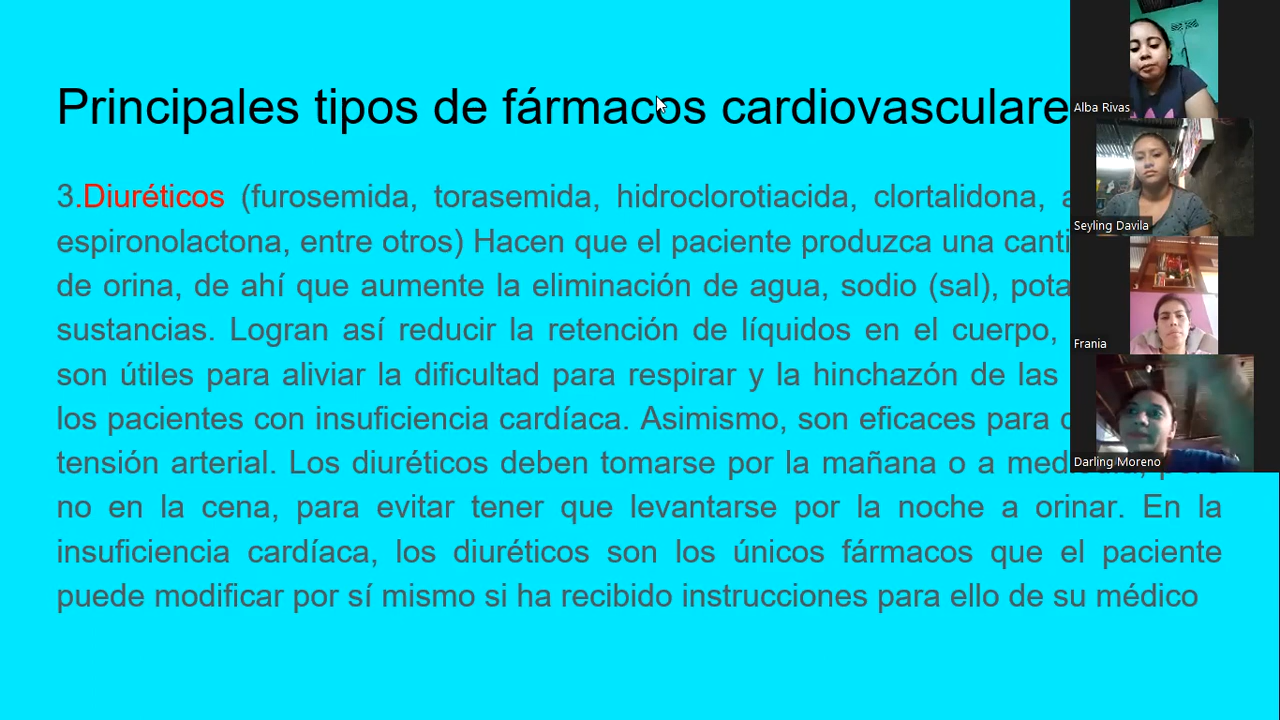 Principales tipos de fármacos cardiovasculare
3.Diuréticos (furosemida, torasemida, hidroclorotiacida, clortalidona,
espironolactona, entre otros) Hacen que el paciente produzca una canti
de orina, de ahí que aumente la eliminación de agua, sodio (sal), pota
sustancias. Logran así reducir la retención de líquidos en el cuerpo,
son útiles para aliviar la dificultad para respirar y la hinchazón de las
los pacientes con insuficiencia cardíaca. Asimismo, son eficaces para
tensión arterial. Los diuréticos deben tomarse por la mañana o a
no en la cena, para evitar tener que levantarse por la noche a orinar. En la
insuficiencia cardíaca, los diuréticos son los únicos fármacos que el paciente
puede modificar por sí mismo si ha recibido instrucciones para ello de su médico
Alba Rivas
Seyling Davila
Frania
Darling Moreno